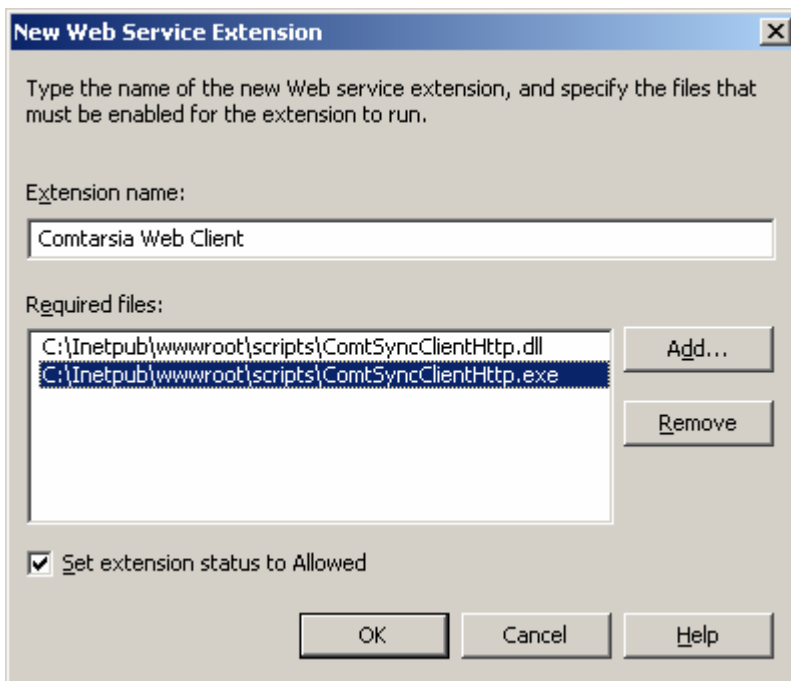 New Web Service Extension
Type the name of the new Web service extension, and specify the files that
must be enabled for the extension to run.
Extension name:
Comtarsia Web Client
Required files:
C:\Inetpub\wwwroot\scripts\ComtSyncClientHttp.dll
C:\Inetpub\wwwroot\scripts\ComtSyncClientHttp.exe
Add...
Remove
Set extension status to Allowed
OK
Cancel
Help